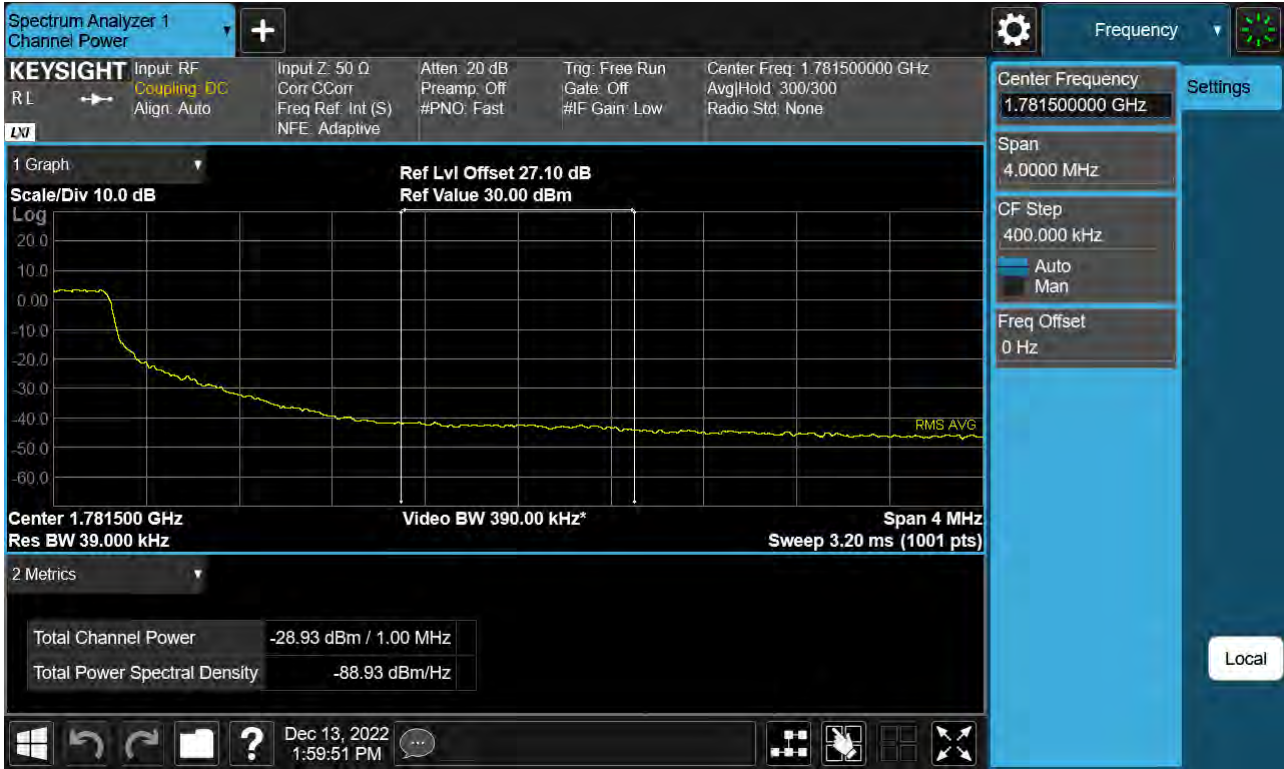 Spectrum Analyzer 1
Channel Power
+
Frequency
KEYSIGHT
RL
LXI
Input: RF
Coupling: DC
Align: Auto
Input Z: 50 Ω
Corr CCorr
Freq Ref: Int (S)
NFE: Adaptive
Atten: 20 dB
Preamp: Off
#PNO: Fast
Trig: Free Run
Gate: Off
#IF Gain: Low
Center Freq: 1.781500000 GHz
Avg|Hold: 300/300
Radio Std: None
1 Graph
Scale/Div 10.0 dB
Ref Lvl Offset 27.10 dB
Ref Value 30.00 dBm
Log
20.0
10.0
0.00
-10.0
-20.0
-30.0
-40.0
-50.0
-60.0
RMS AVG
Center 1.781500 GHz
Video BW 390.00 kHz*
Span 4 MHz
Res BW 39.000 kHz
Sweep 3.20 ms (1001 pts)
2 Metrics
Total Channel Power -28.93 dBm / 1.00 MHz
Total Power Spectral Density -88.93 dBm/Hz
Center Frequency
1.781500000 GHz
Span
4.0000 MHz
CF Step
400.000 kHz
Auto
Man
Freq Offset
0 Hz
Settings
Local
?
Dec 13, 2022
1:59:51 PM